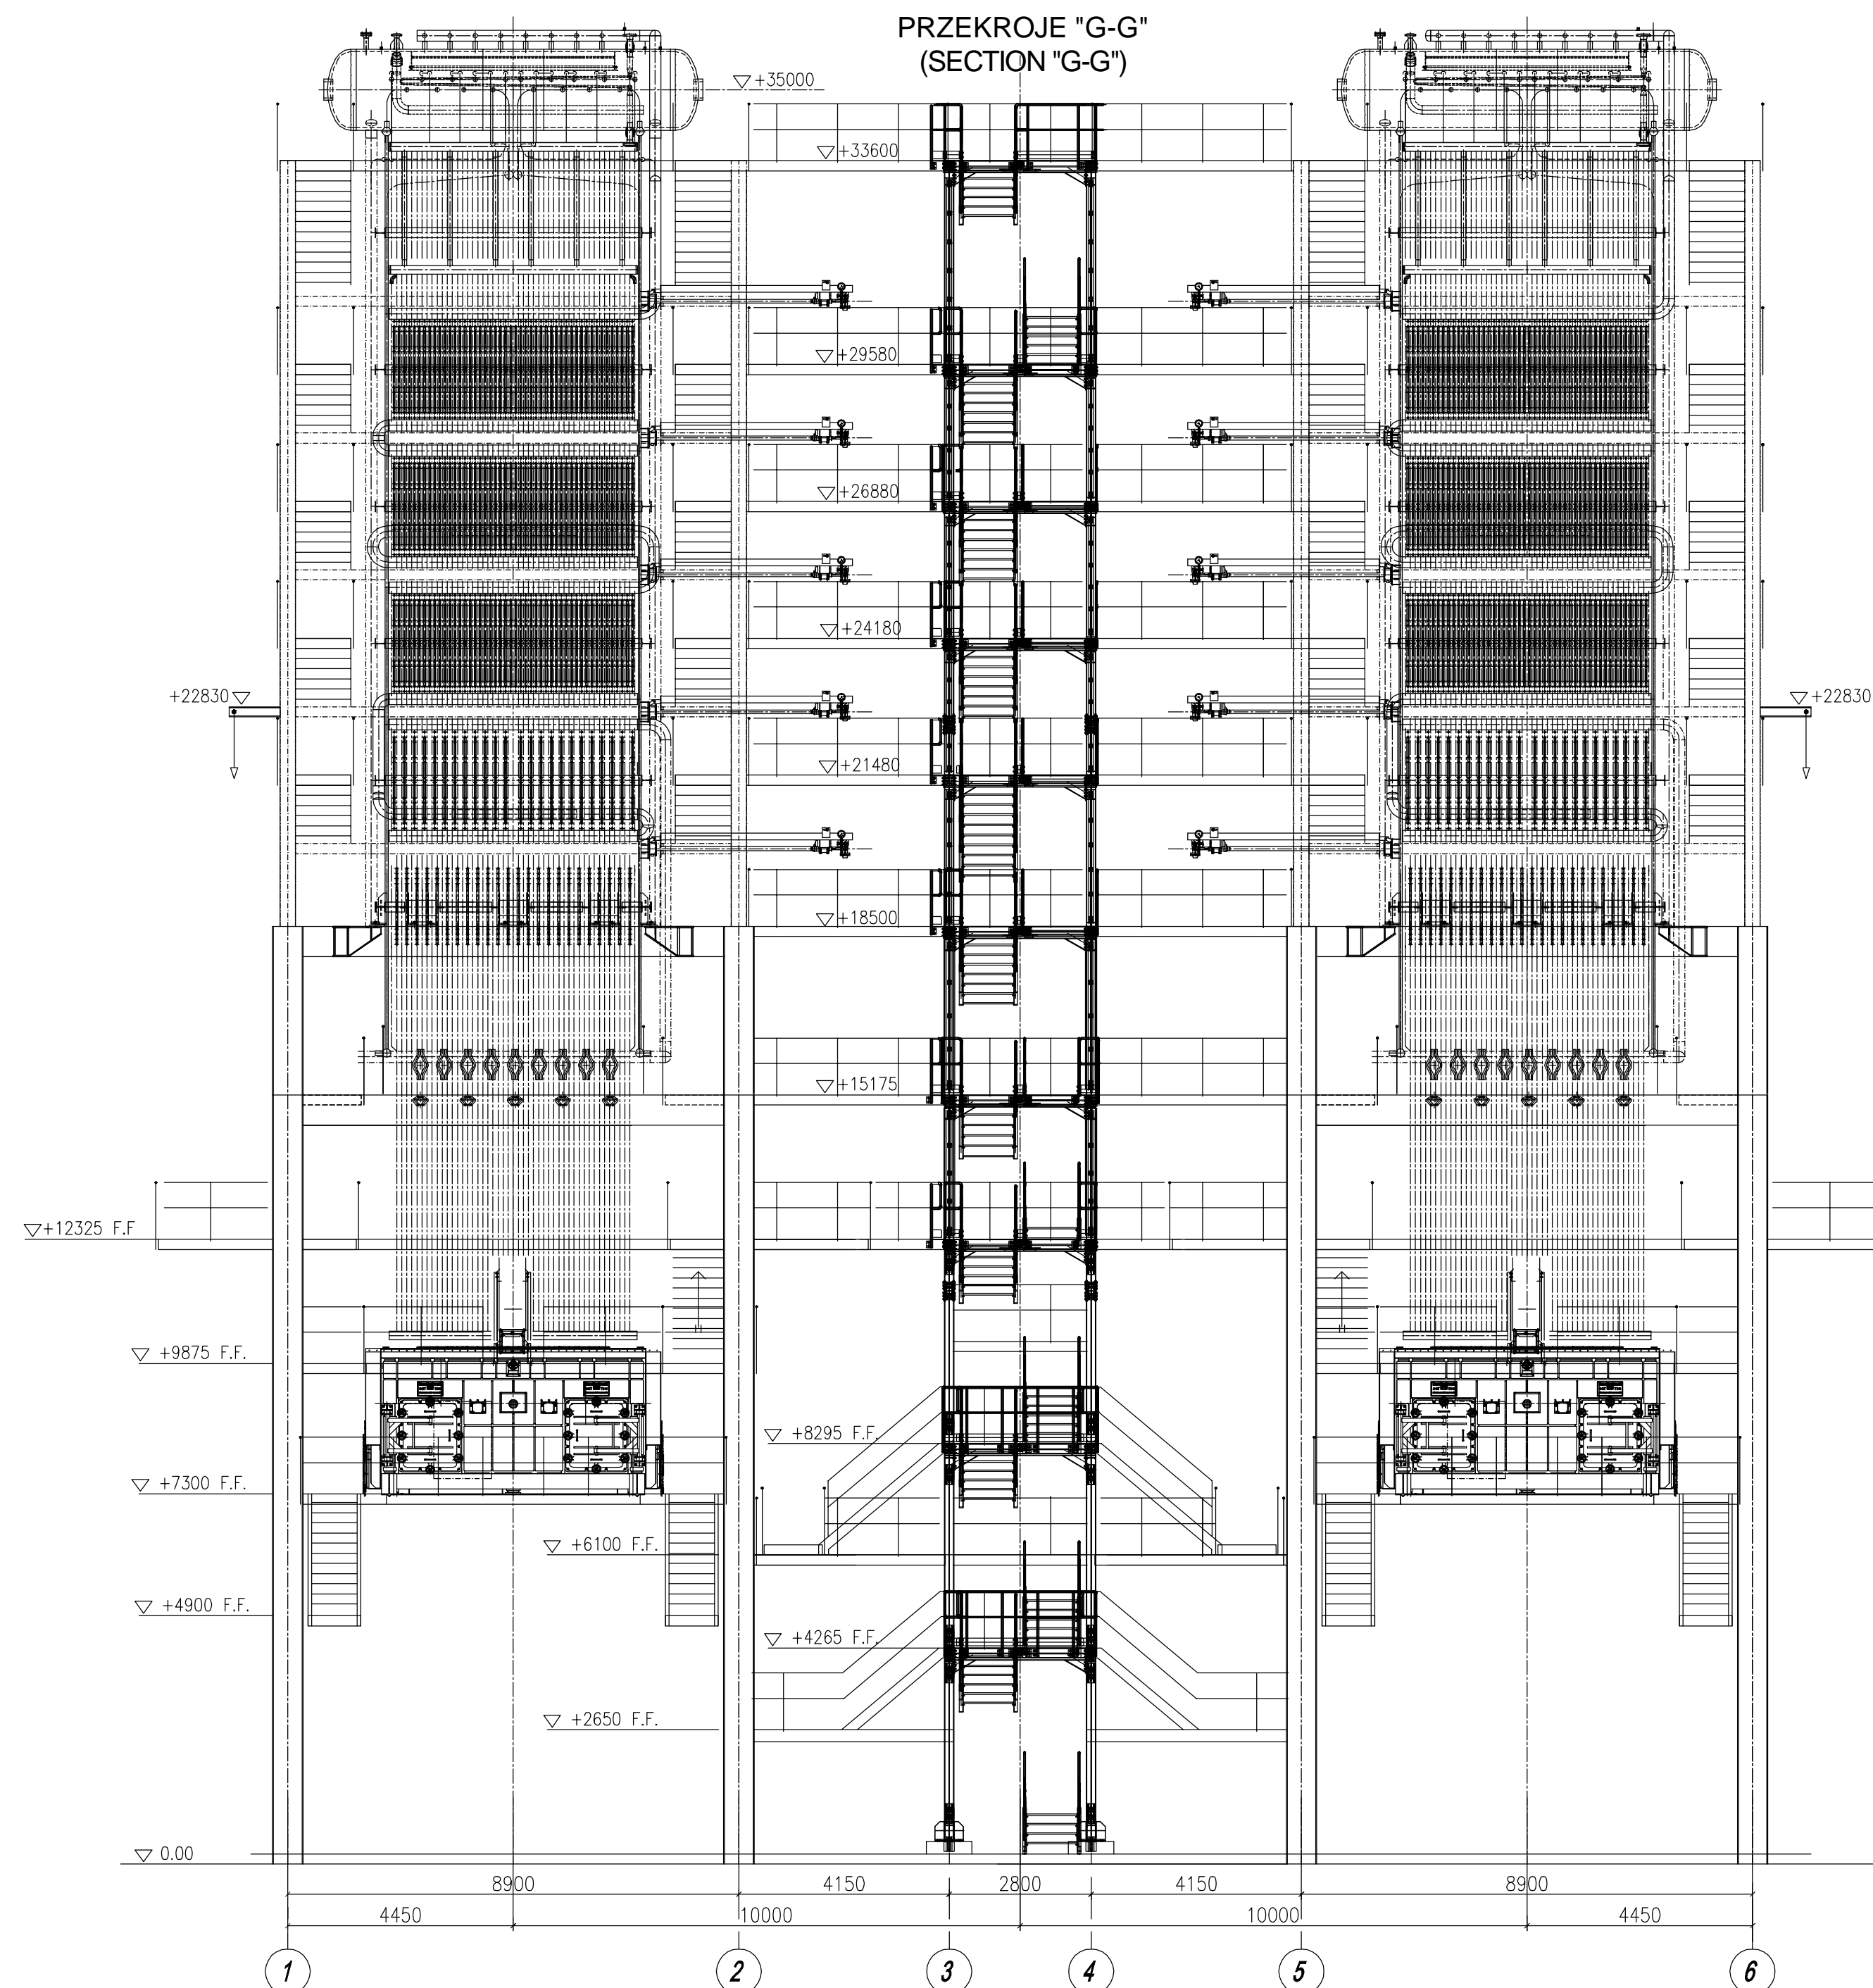 PRZEKROJE "G-G"
(SECTION "G-G")
+35000
+33600
+29580
+26880
+24180
+22830
+22830
+21480
+18500
+15175
+12325 F.F
+9875 F.F.
+8295 F.F.
+7300 F.F.
+6100 F.F.
+4900 F.F.
+4265 F.F.
+2650 F.F.
0.00
8900 4150 2800 4150 8900
4450 10000 10000 4450
1 2 3 4 5 6